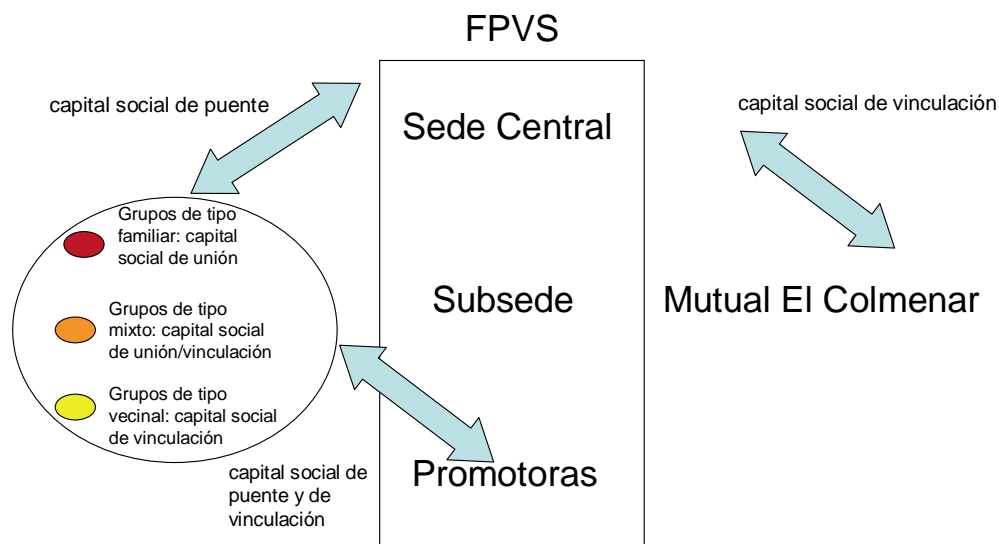 FPVS
capital social de puente
capital social de vinculación
Sede Central
Grupos de tipo
familiar: capital
social de unión
Grupos de tipo
mixto: capital social
de unión/vinculación
Grupos de tipo
vecinal: capital social
de vinculación
Subsede
Mutual El Colmenar
capital social de
puente y de
vinculación
Promotoras